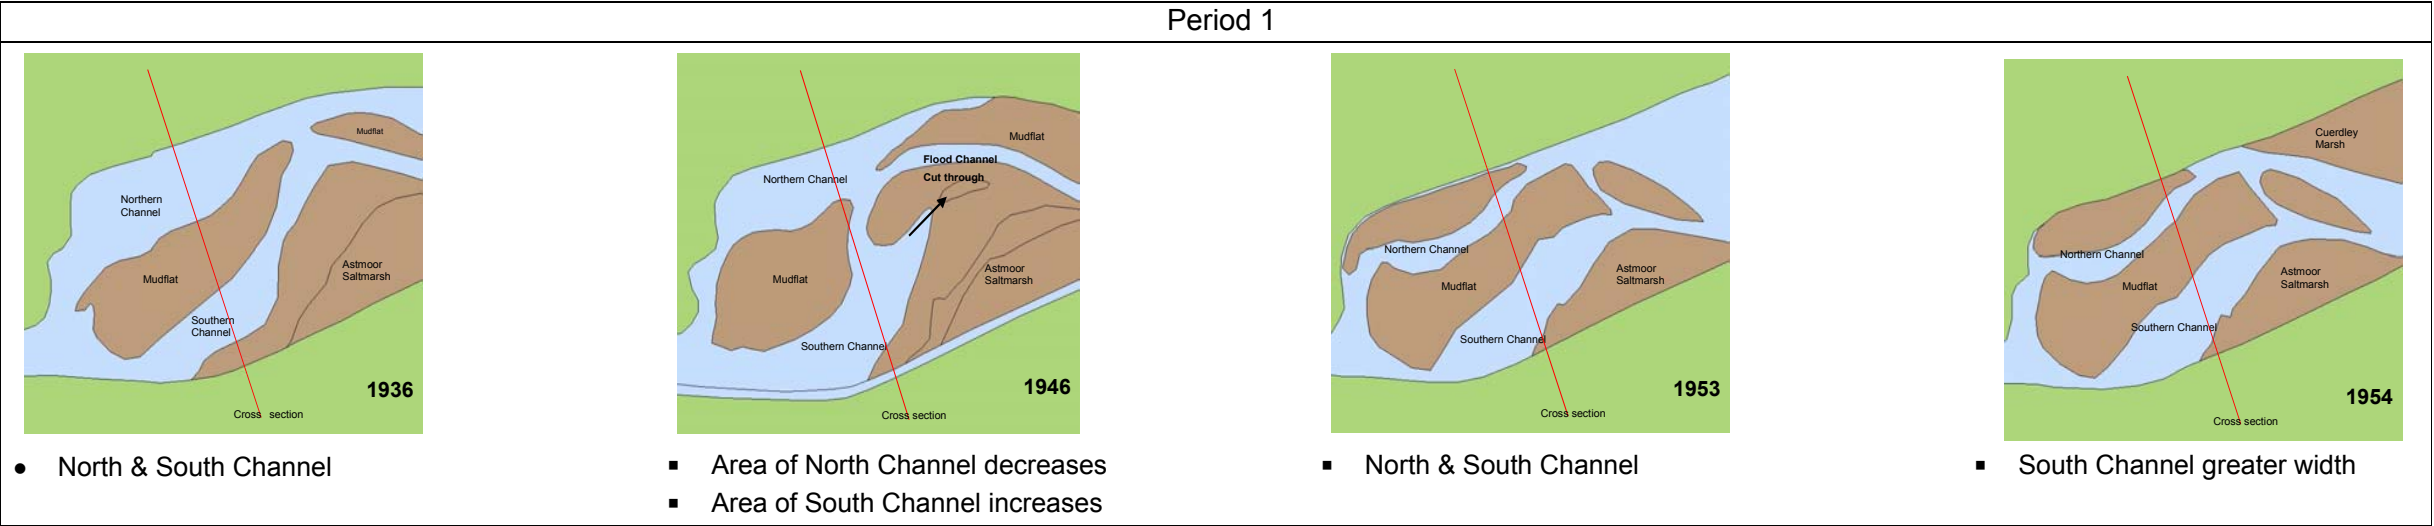 Period 1
Mudflat
Northern
Channel
Mudflat
Astmoor
Saltmarsh
Southern
Channel
1936
Cross section
● North & South Channel
Mudflat
Flood Channel
Cut through
Northern Channel
Mudflat
Astmoor
Saltmarsh
Southern Channel
1946
Cross section
▪ Area of North Channel decreases
▪ Area of South Channel increases
Northern Channel
Mudflat
Astmoor
Saltmarsh
Southern Channel
1953
Cross section
▪ North & South Channel
Cuerdley
Marsh
Northern Channel
Mudflat
Astmoor
Saltmarsh
Southern Channel
1954
Cross section
▪ South Channel greater width